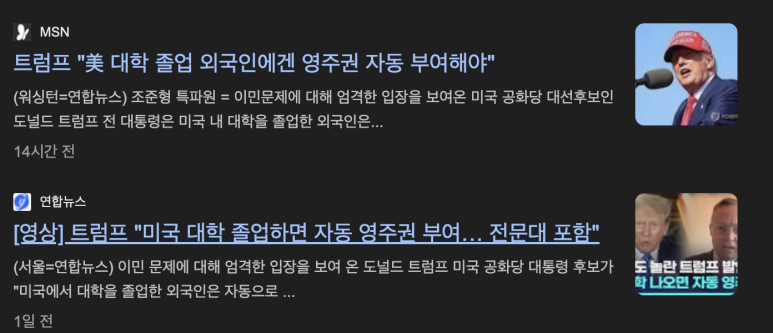 MSN
트럼프 "美 대학 졸업 외국인에겐 영주권 자동 부여해야"
(워싱턴=연합뉴스) 조준형 특파원 = 이민문제에 대해 엄격한 입장을 보여온 미국 공화당 대선후보인
도널드 트럼프 전 대통령은 미국 내 대학을 졸업한 외국인은...
14시간 전
연합뉴스
[영상] 트럼프 "미국 대학 졸업하면 자동 영주권 부여… 전문대 포함"
(서울=연합뉴스) 이민 문제에 대해 엄격한 입장을 보여 온 도널드 트럼프 미국 공화당 대통령 후보가
"미국에서 대학을 졸업한 외국인은 자동으로 ...
도 놀란 트럼프 발
학 나오면 자동 영주
1일 전